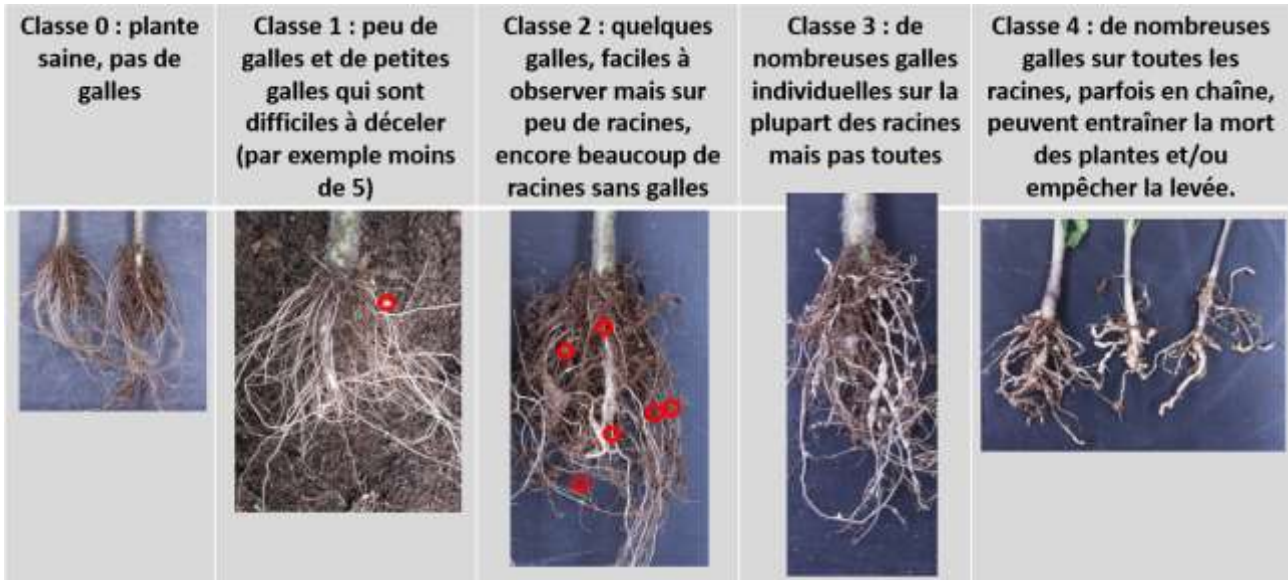 Classe 0 : plante
saine, pas de
galles
Classe 1 : peu de
galles et de petites
galles qui sont
difficiles à déceler
(par exemple moins
de 5)
Classe 2 : quelques
galles, faciles à
observer mais sur
peu de racines,
encore beaucoup de
racines sans galles
Classe 3 : de
nombreuses galles
individuelles sur la
plupart des racines
mais pas toutes
Classe 4 : de nombreuses
galles sur toutes les
racines, parfois en chaîne,
peuvent entraîner la mort
des plantes et/ou
empêcher la levée.